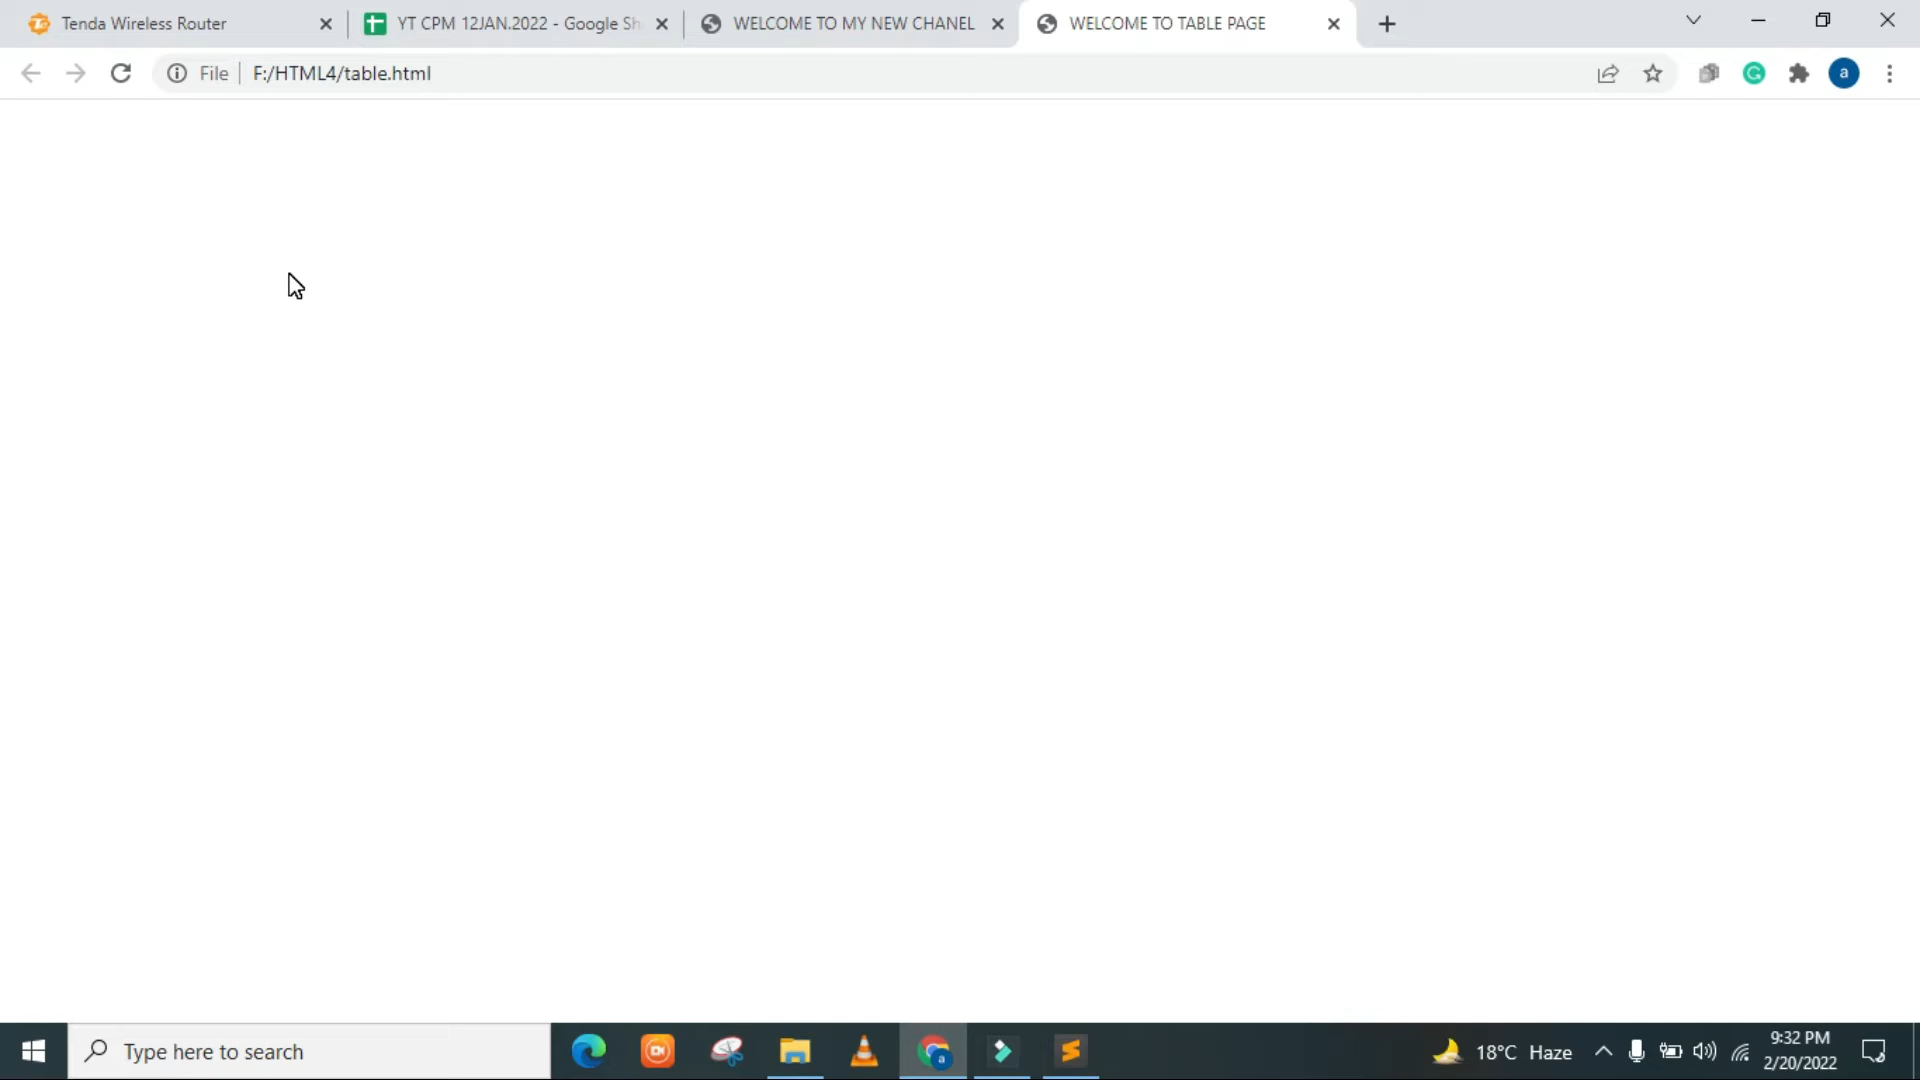 Tenda Wireless Router
YT CPM 12JAN.2022 - Google Sh
WELCOME TO MY NEW CHANEL
WELCOME TO TABLE PAGE
File
F:/HTML4/table.html
a
Type here to search
a
18°C Haze
9:32 PM
2/20/2022